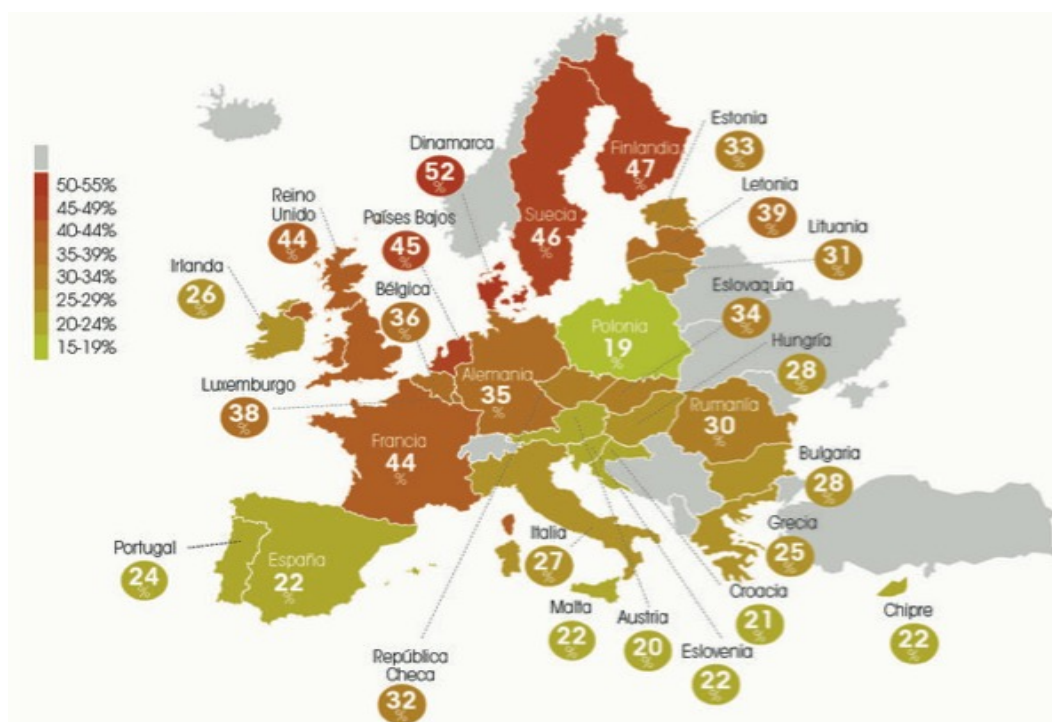 50-55%
45-49%
40-44%
35-39%
30-34%
25-29%
20-24%
15-19%
Dinamarca
52
%
Finlandia
47
%
Estonia
33
%
Letonia
39
%
Lituania
31
%
Reino
Unido
44
%
Países Bajos
45
%
Suecia
46
%
Irlanda
26
%
Bélgica
36
%
Eslovaquia
34
%
Polonia
19
%
Hungría
28
%
Luxemburgo
38
%
Alemania
35
%
Rumanía
30
%
Francia
44
%
Bulgaria
28
%
Grecia
25
%
Portugal
24
%
España
22
%
Italia
27
%
Malta
22
%
Austria
20
%
Croacia
21
%
Eslovenia
22
%
Chipre
22
%
República
Checa
32
%